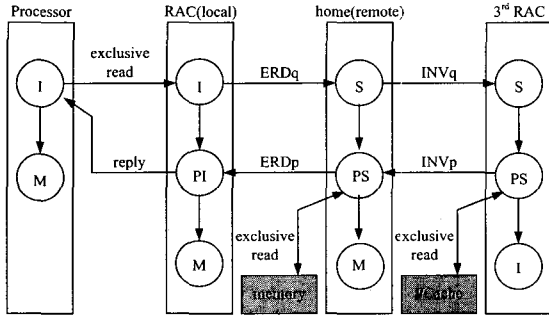 Processor RAC(local) home(remote) 3rd RAC
exclusive
read
I I ERDq S INVq S
reply PI ERDp PS INVp PS
M
exclusive
read
exclusive
read
M M I
memory